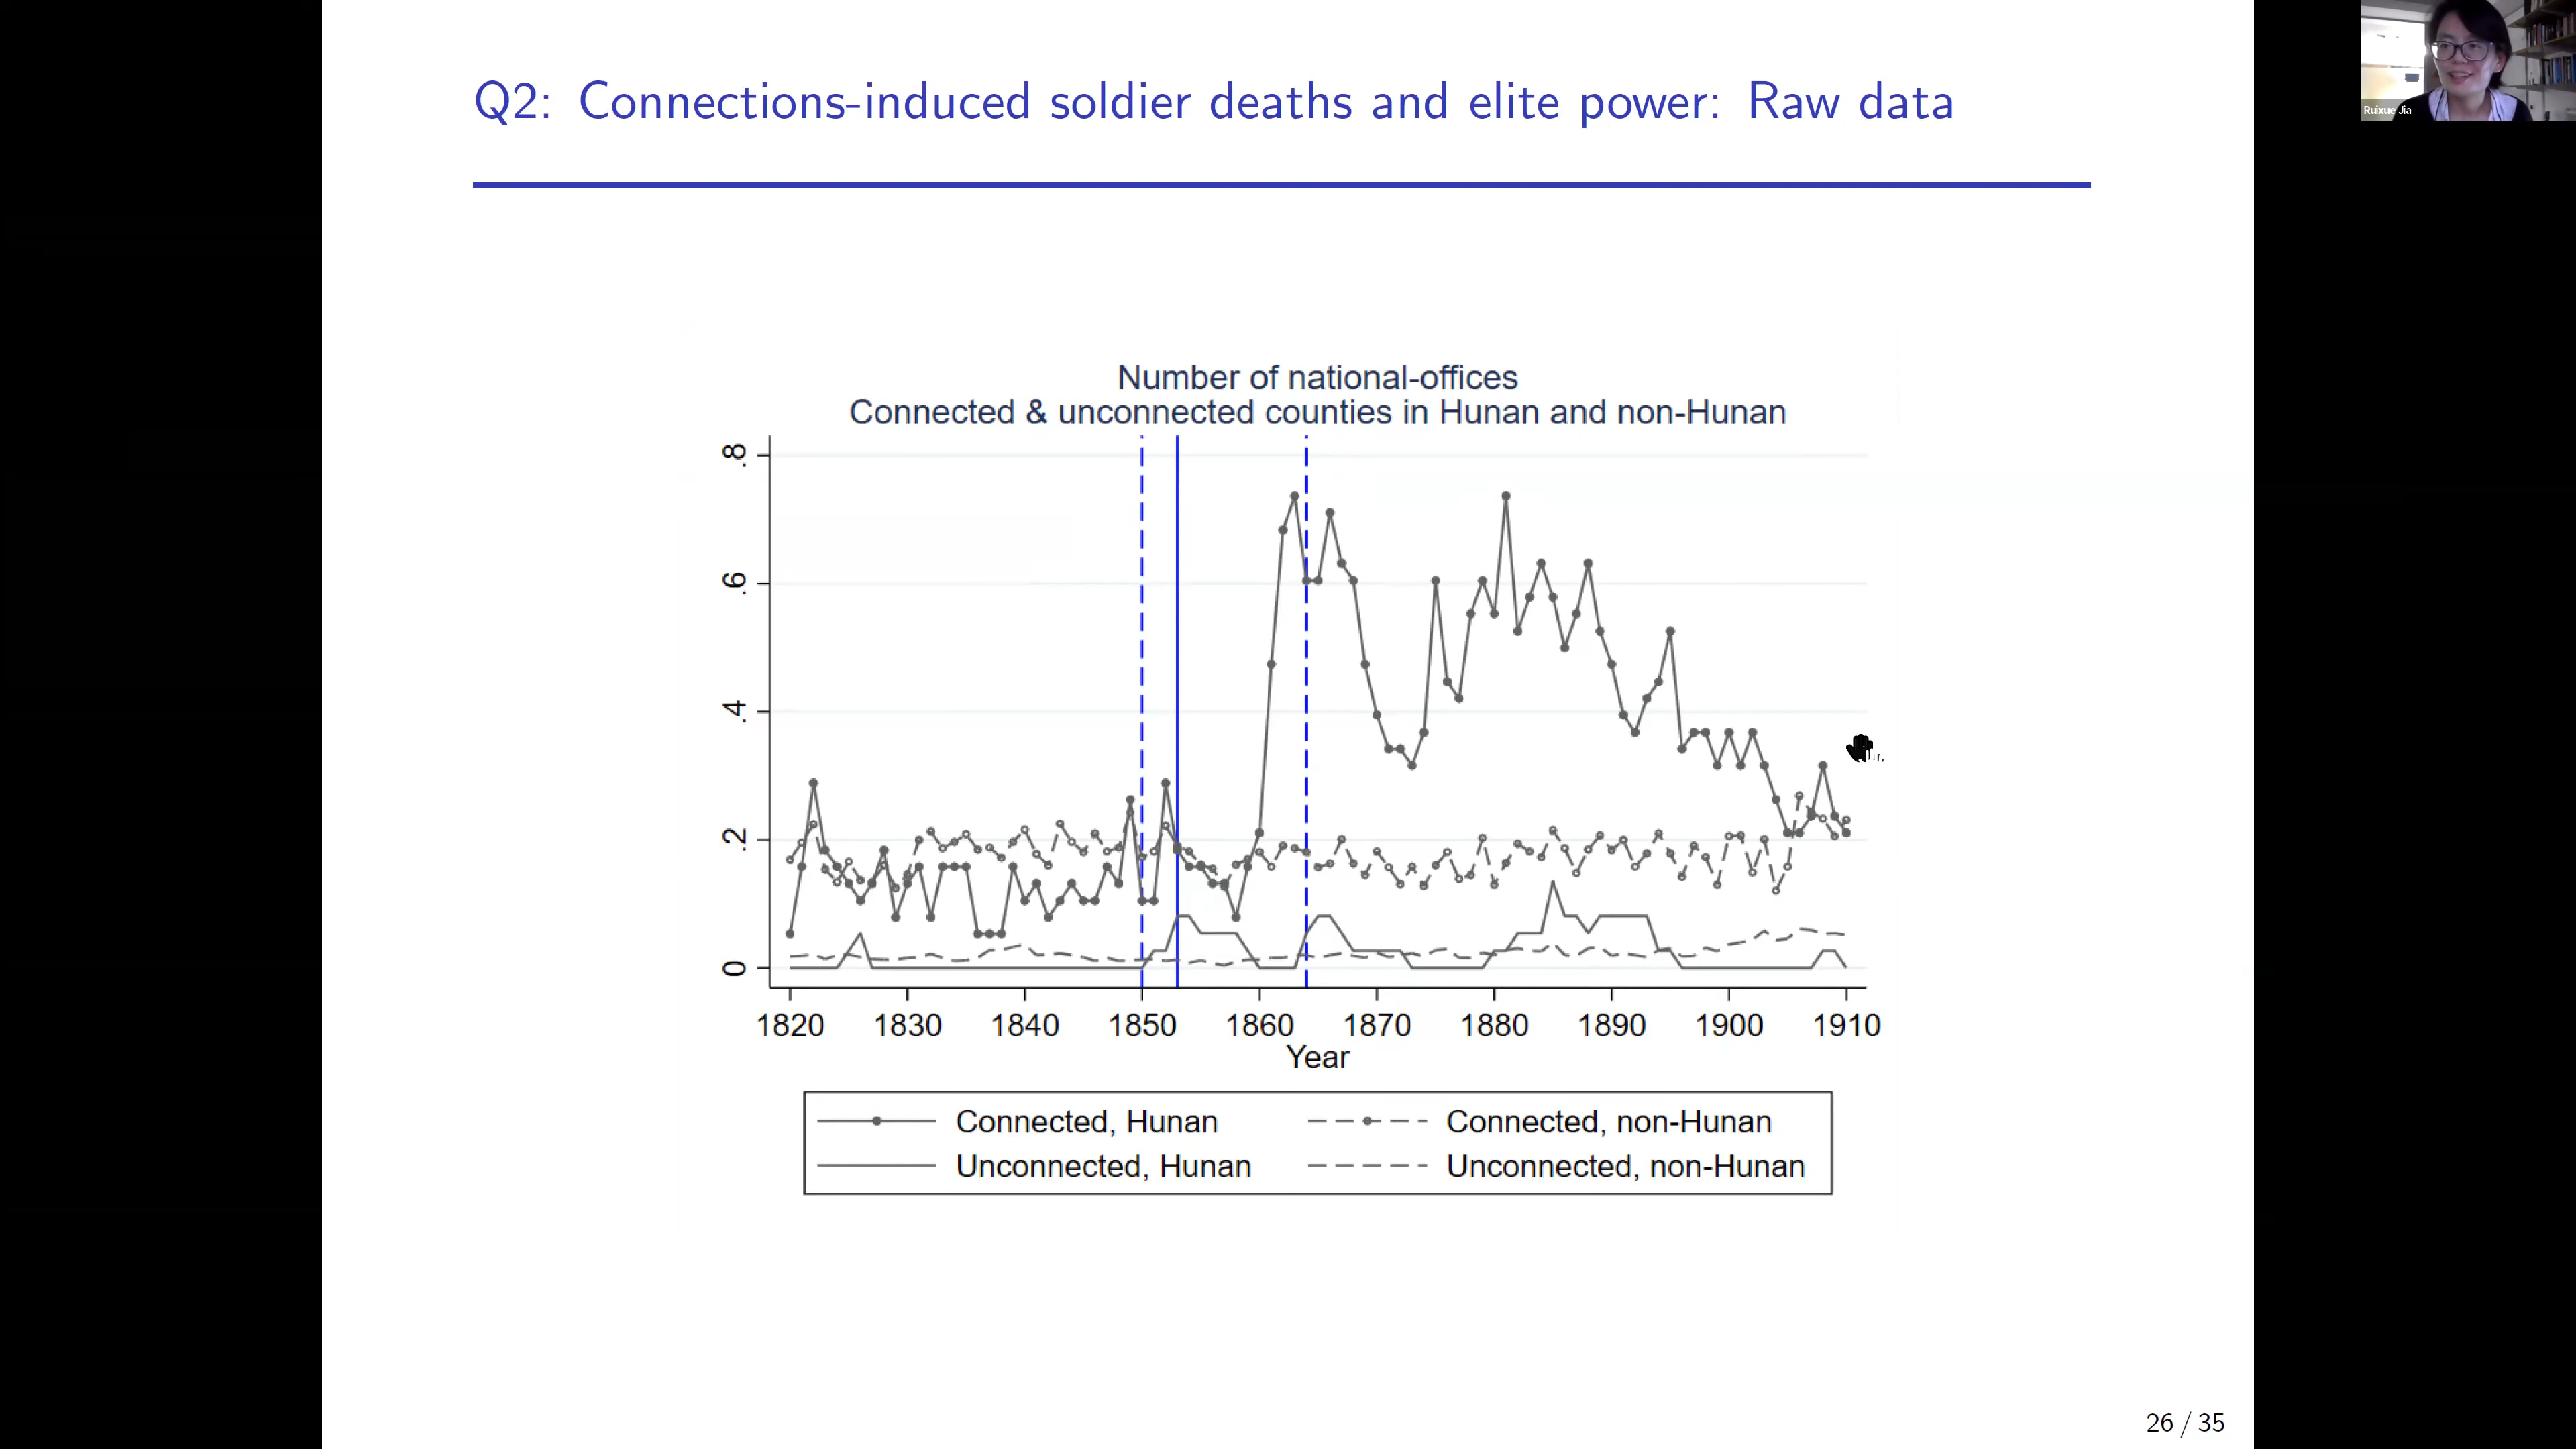 Q2: Connections-induced soldier deaths and elite power: Raw data
Ruixue Jia
Number of national-offices
Connected & unconnected counties in Hunan and non-Hunan
.8
.6
.4
.2
0
1820 1830 1840 1850 1860 1870 1880 1890 1900 1910
Year
Connected, Hunan Connected, non-Hunan
Unconnected, Hunan Unconnected, non-Hunan
26 / 35